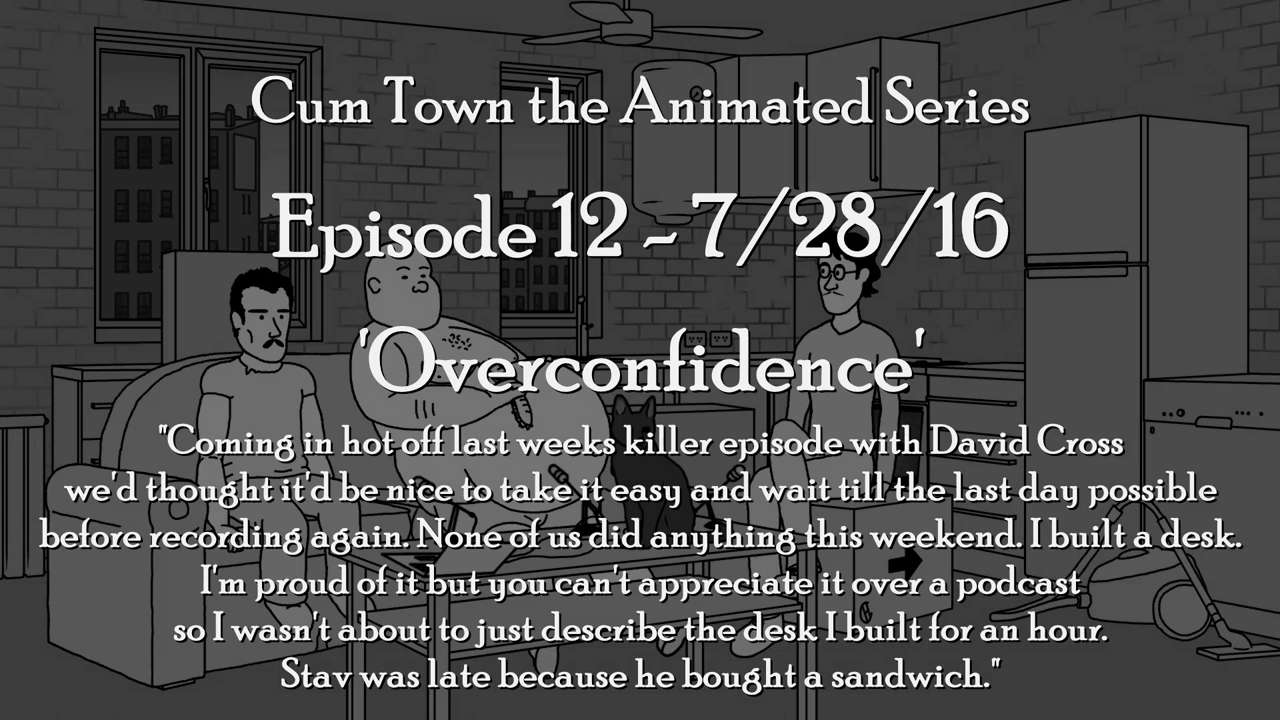 Cum Town the Animated Series
Episode 12 ~ 7/28/16
'Overconfidence'
"Coming in hot off last weeks killer episode with David Cross
we'd thought it'd be nice to take it easy and wait till the last day possible
before recording again. None of us did anything this weekend. I built a desk.
I'm proud of it but you can't appreciate it over a podcast
so I wasn't about to just describe the desk I built for an hour.
Stav was late because he bought a sandwich."